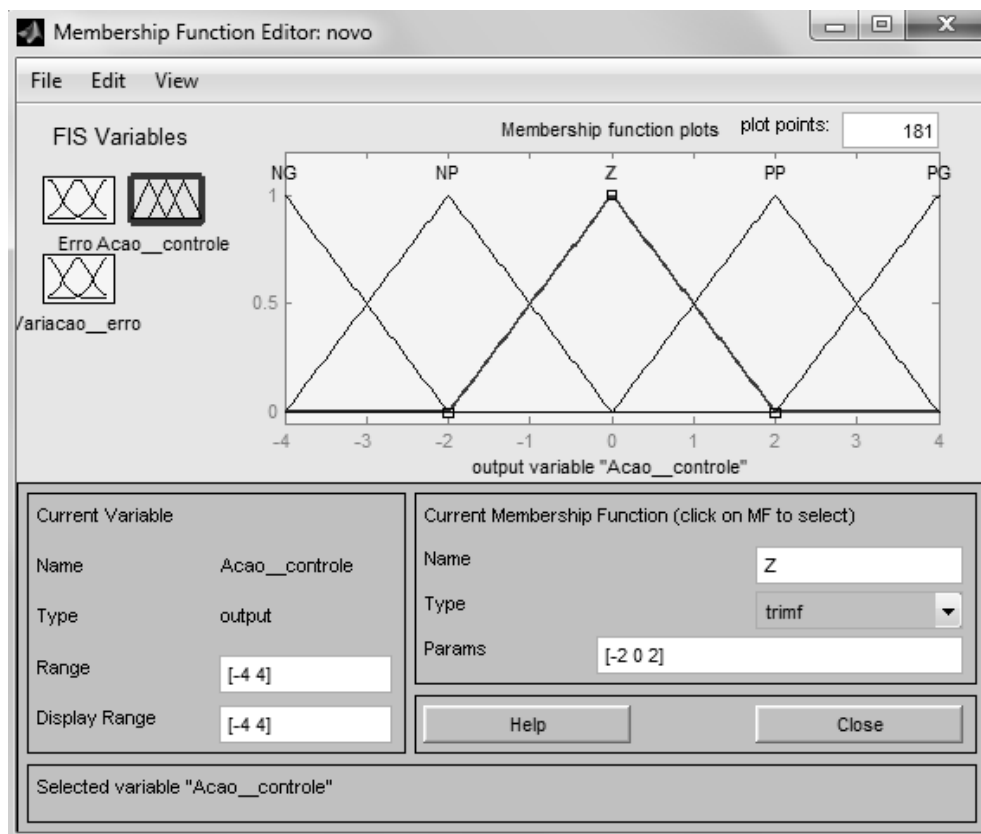 Membership Function Editor: novo
File Edit View
FIS Variables
Membership function plots plot points: 181
Erro Acao__controle
Variacao__erro
NG NP Z PP PG
1
0.5
0
-4 -3 -2 -1 0 1 2 3 4
output variable "Acao__controle"
Current Variable
Name Acao__controle
Type output
Range [-4 4]
Display Range [-4 4]
Current Membership Function (click on MF to select)
Name Z
Type trimf
Params [-2 0 2]
Help Close
Selected variable "Acao__controle"